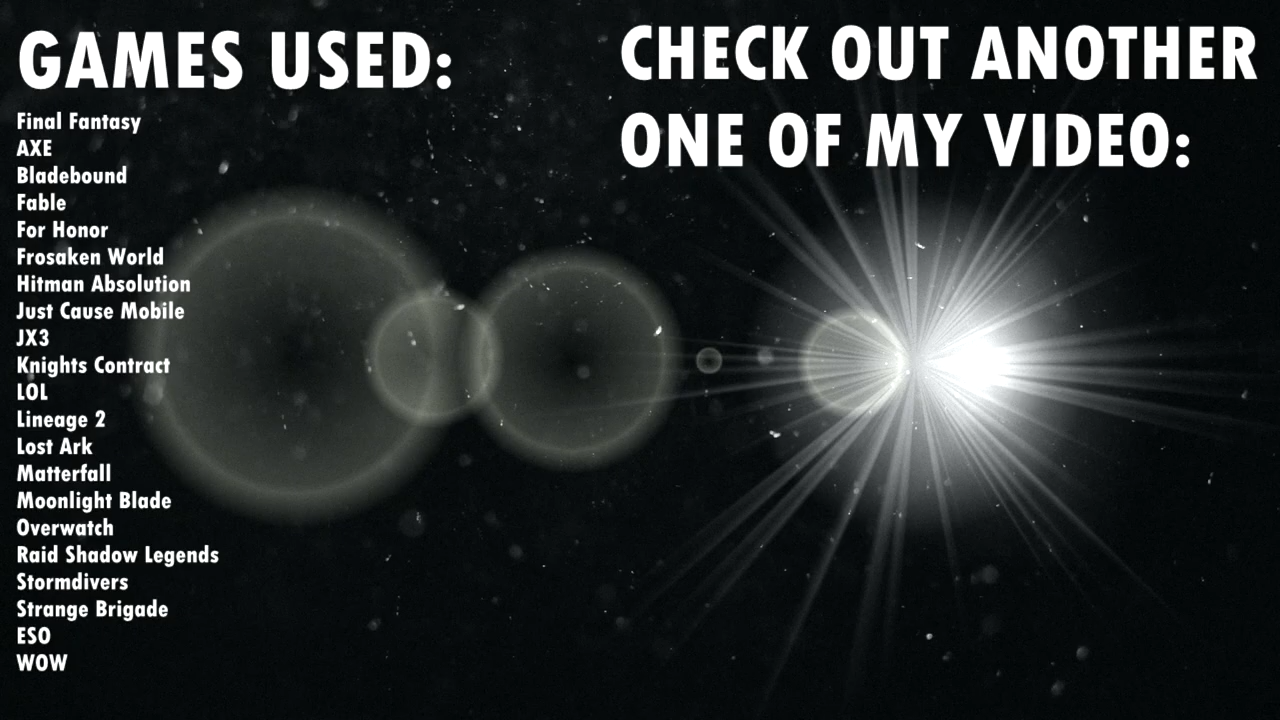 GAMES USED:
Final Fantasy
AXE
Bladebound
Fable
For Honor
Frosaken World
Hitman Absolution
Just Cause Mobile
JX3
Knights Contract
LOL
Lineage 2
Lost Ark
Matterfall
Moonlight Blade
Overwatch
Raid Shadow Legends
Stormdivers
Strange Brigade
ESO
WOW
CHECK OUT ANOTHER
ONE OF MY VIDEO: